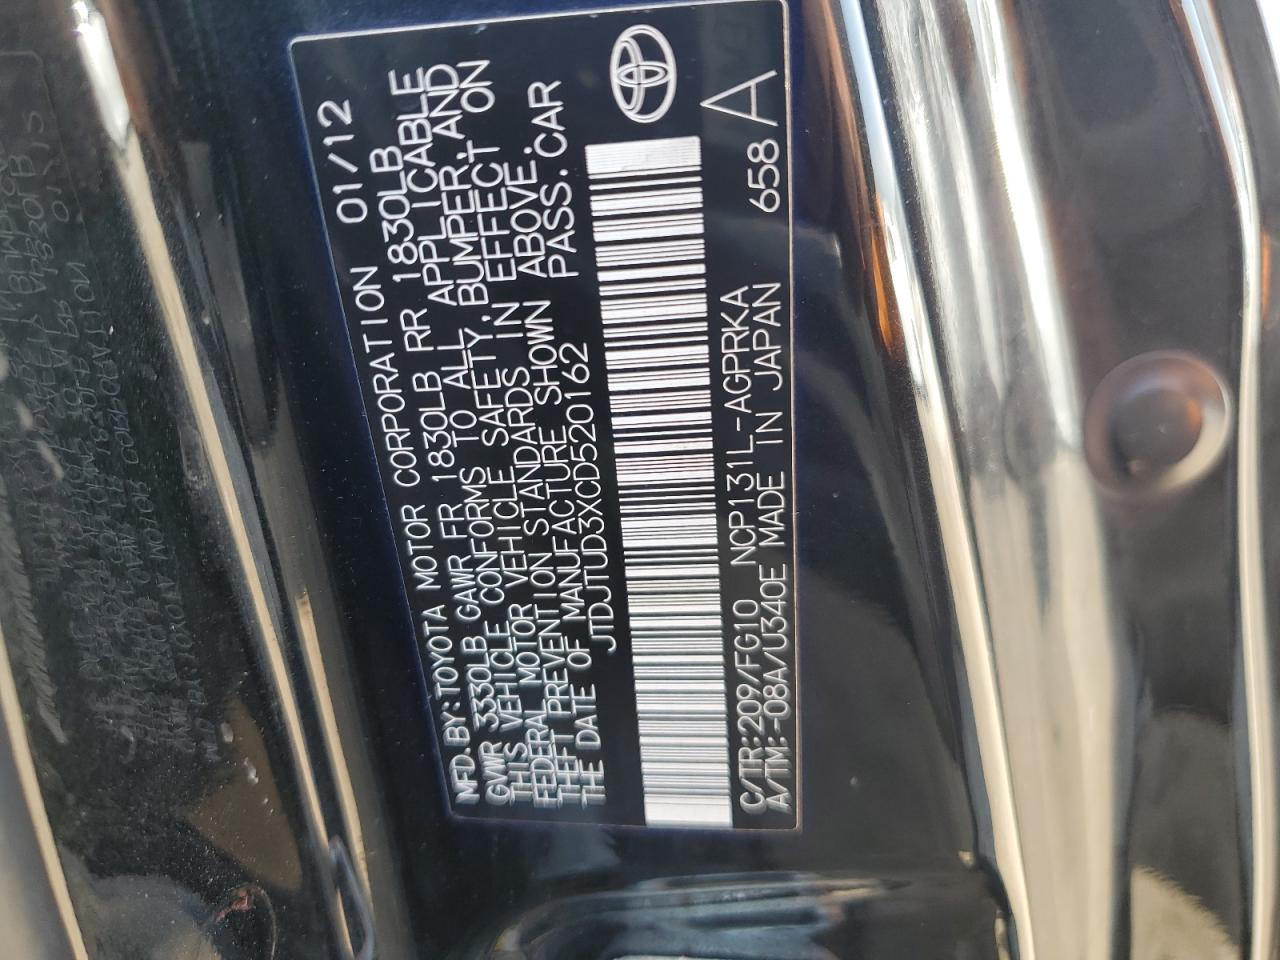 MFD. BY: TOYOTA MOTOR CORPORATION 01/12
GVWR 3330LB GAWR FR 1830LB RR 1830LB
THIS VEHICLE CONFORMS TO ALL APPLICABLE
FEDERAL MOTOR VEHICLE SAFETY, BUMPER, AND
THEFT PREVENTION STANDARDS IN EFFECT ON
THE DATE OF MANUFACTURE SHOWN ABOVE.
JTDJTUD3XCD520162 PASS. CAR
C/TR:209/FG10 NCP131L-AGPRKA 658 A
A/TM:-08A/U340E MADE IN JAPAN